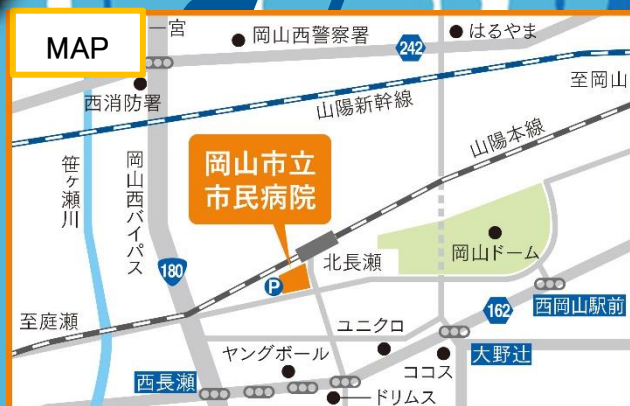 MAP
一宮
岡山西警察署
242
はるやま
西消防署
山陽新幹線
至岡山
山陽本線
笹ヶ瀬川
岡山西バイパス
岡山市立
市民病院
180
P
北長瀬
岡山ドーム
至庭瀬
162
西岡山駅前
ユニクロ
ヤングボール
ココス
大野辻
西長瀬
ドリムス